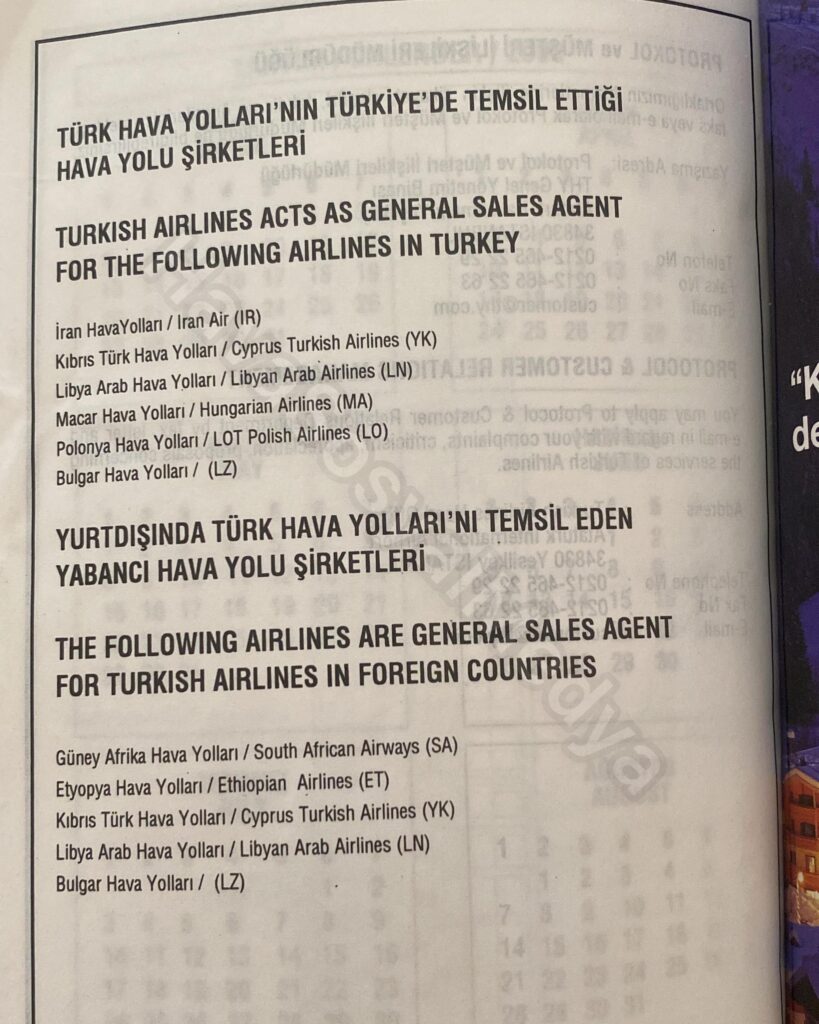 TÜRK HAVA YOLLARI'NIN TÜRKİYE'DE TEMSİL ETTİĞİ
HAVA YOLU ŞİRKETLERİ
TURKISH AIRLINES ACTS AS GENERAL SALES AGENT
FOR THE FOLLOWING AIRLINES IN TURKEY
İran HavaYolları / Iran Air (IR)
Kıbrıs Türk Hava Yolları / Cyprus Turkish Airlines (YK)
Libya Arab Hava Yolları / Libyan Arab Airlines (LN)
Macar Hava Yolları / Hungarian Airlines (MA)
Polonya Hava Yolları / LOT Polish Airlines (LO)
Bulgar Hava Yolları / (LZ)
YURTDIŞINDA TÜRK HAVA YOLLARI'NI TEMSİL EDEN
YABANCI HAVA YOLU ŞİRKETLERİ
THE FOLLOWING AIRLINES ARE GENERAL SALES AGENT
FOR TURKISH AIRLINES IN FOREIGN COUNTRIES
Güney Afrika Hava Yolları / South African Airways (SA)
Etyopya Hava Yolları / Ethiopian Airlines (ET)
Kıbrıs Türk Hava Yolları / Cyprus Turkish Airlines (YK)
Libya Arab Hava Yolları / Libyan Arab Airlines (LN)
Bulgar Hava Yolları / (LZ)
"K
de